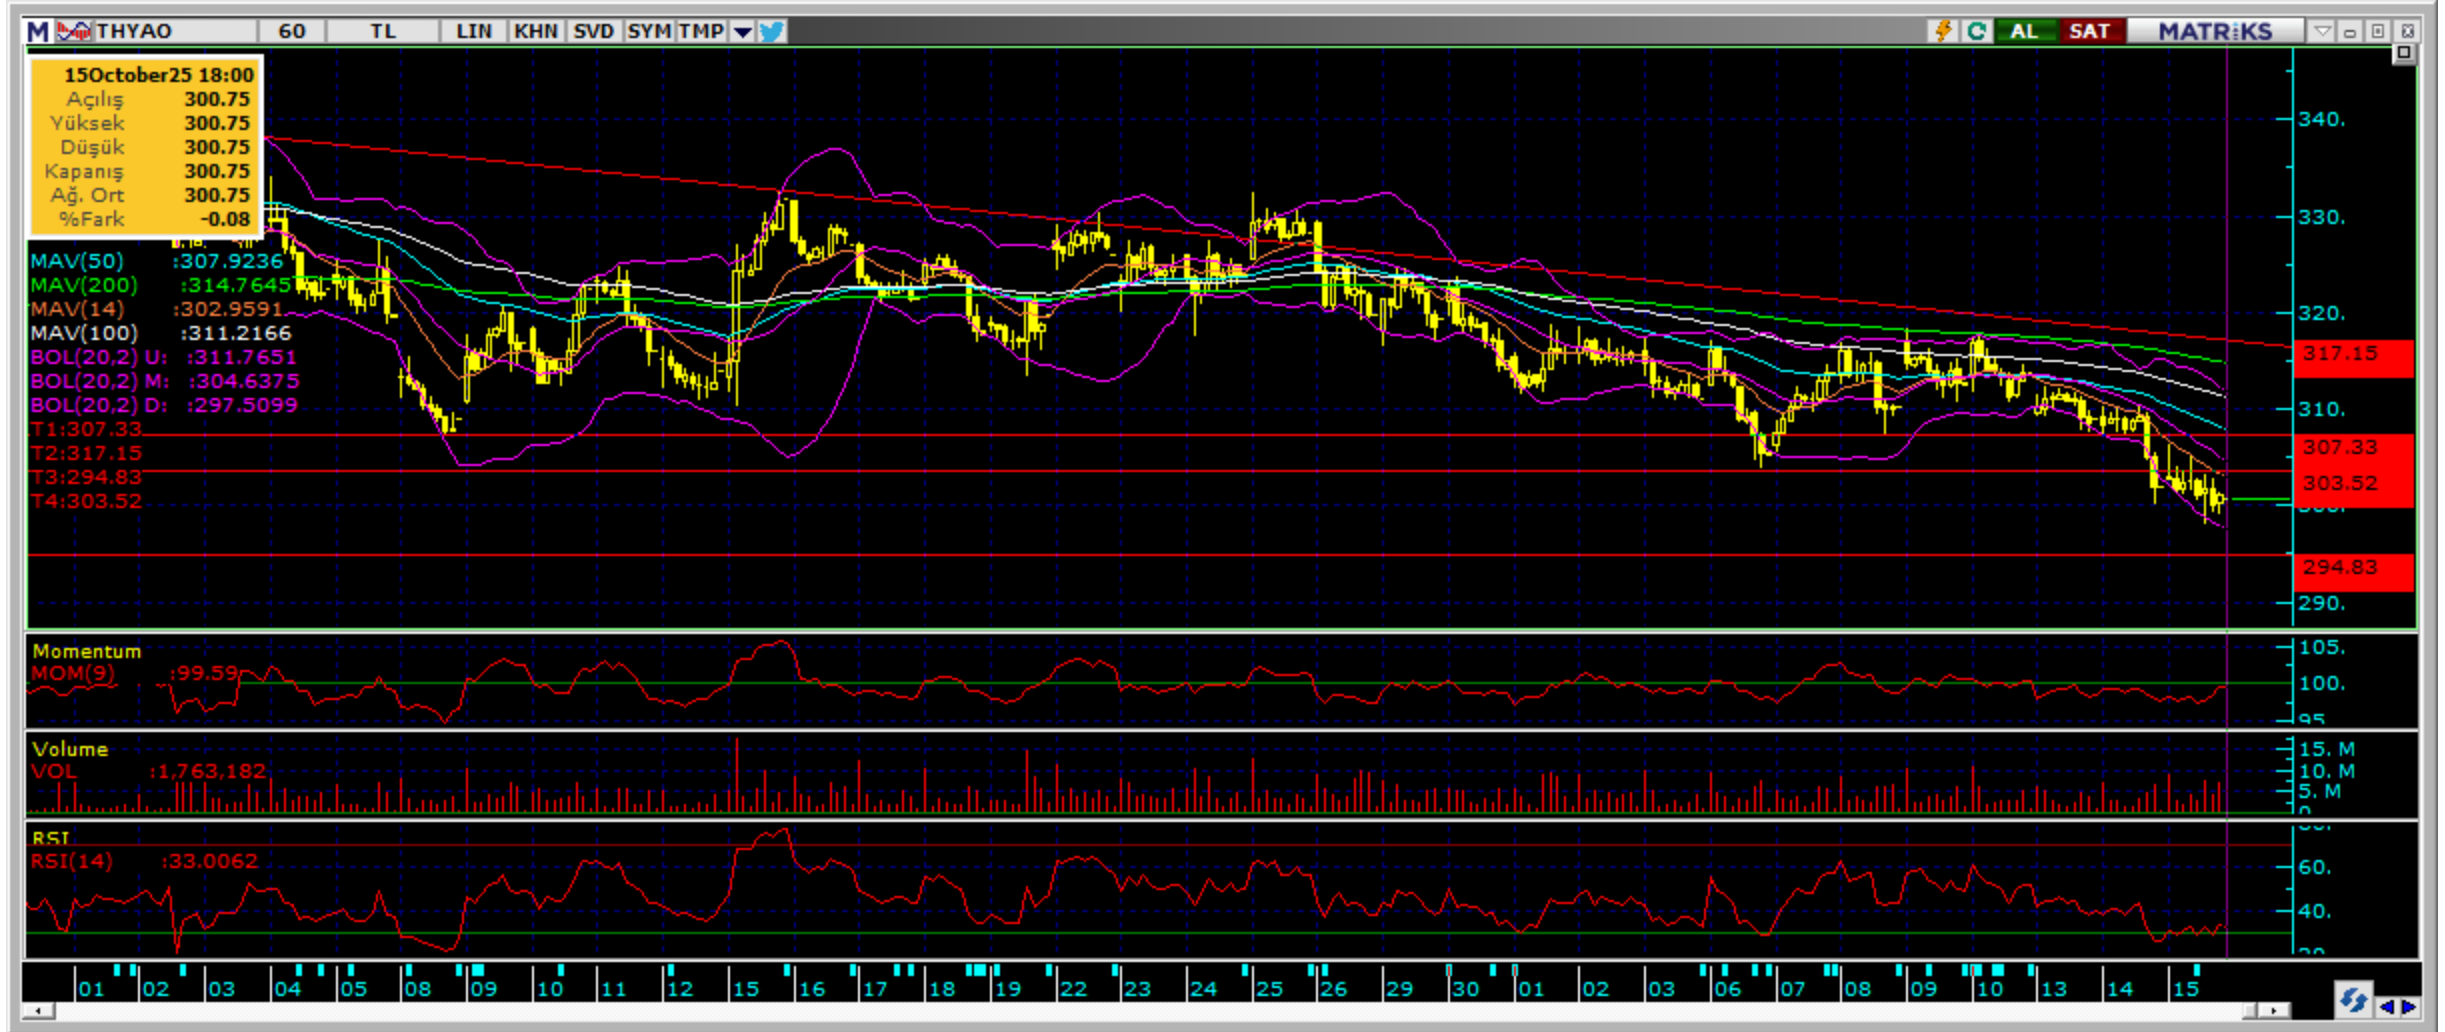 M THYAO 60 TL LIN KHN SVD SYM TMP AL SAT MATRiKS
15October25 18:00
Açılış 300.75
Yüksek 300.75
Düşük 300.75
Kapanış 300.75
Ağ. Ort 300.75
%Fark -0.08
MAV(50) :307.9236
MAV(200) :314.7645
MAV(14) :302.9591
MAV(100) :311.2166
BOL(20,2) U: :311.7651
BOL(20,2) M: :304.6375
BOL(20,2) D: :297.5099
T1:307.33
T2:317.15
T3:294.83
T4:303.52
340.
330.
320.
317.15
310.
307.33
303.52
300.
294.83
290.
Momentum
MOM(9) :99.59
105.
100.
95
Volume
VOL :1,763,182
15. M
10. M
5. M
0
RSI
RSI(14) :33.0062
60.
40.
01 02 03 04 05 08 09 10 11 12 15 16 17 18 19 22 23 24 25 26 29 30 01 02 03 06 07 08 09 10 13 14 15